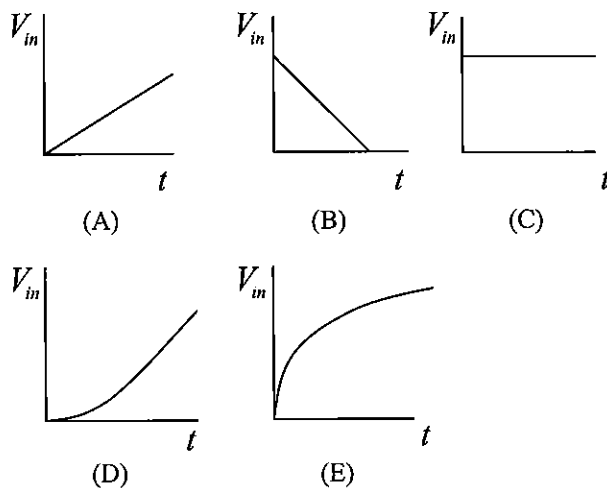 V_in V_in V_in
t t t
(A) (B) (C)
V_in V_in
t t
(D) (E)